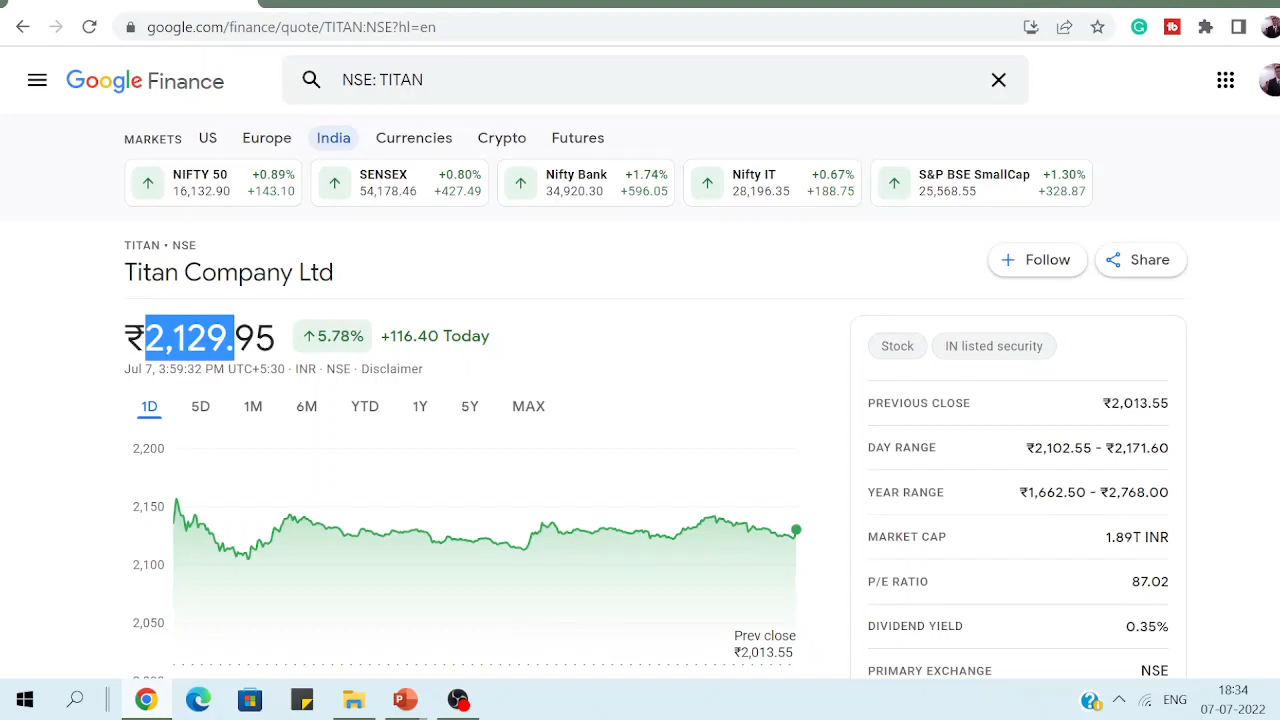 google.com/finance/quote/TITAN:NSE?hl=en
Google Finance
NSE: TITAN
MARKETS US Europe India Currencies Crypto Futures
NIFTY 50 +0.89%
16,132.90 +143.10
SENSEX +0.80%
54,178.46 +427.49
Nifty Bank +1.74%
34,920.30 +596.05
Nifty IT +0.67%
28,196.35 +188.75
S&P BSE SmallCap +1.30%
25,568.55 +328.87
TITAN • NSE
Titan Company Ltd
Follow
Share
₹2,129.95 ↑5.78% +116.40 Today
Jul 7, 3:59:32 PM UTC+5:30 · INR · NSE · Disclaimer
1D 5D 1M 6M YTD 1Y 5Y MAX
2,200
2,150
2,100
2,050
Prev close
₹2,013.55
Stock
IN listed security
PREVIOUS CLOSE ₹2,013.55
DAY RANGE ₹2,102.55 - ₹2,171.60
YEAR RANGE ₹1,662.50 - ₹2,768.00
MARKET CAP 1.89T INR
P/E RATIO 87.02
DIVIDEND YIELD 0.35%
PRIMARY EXCHANGE NSE
ENG
18:34
07-07-2022